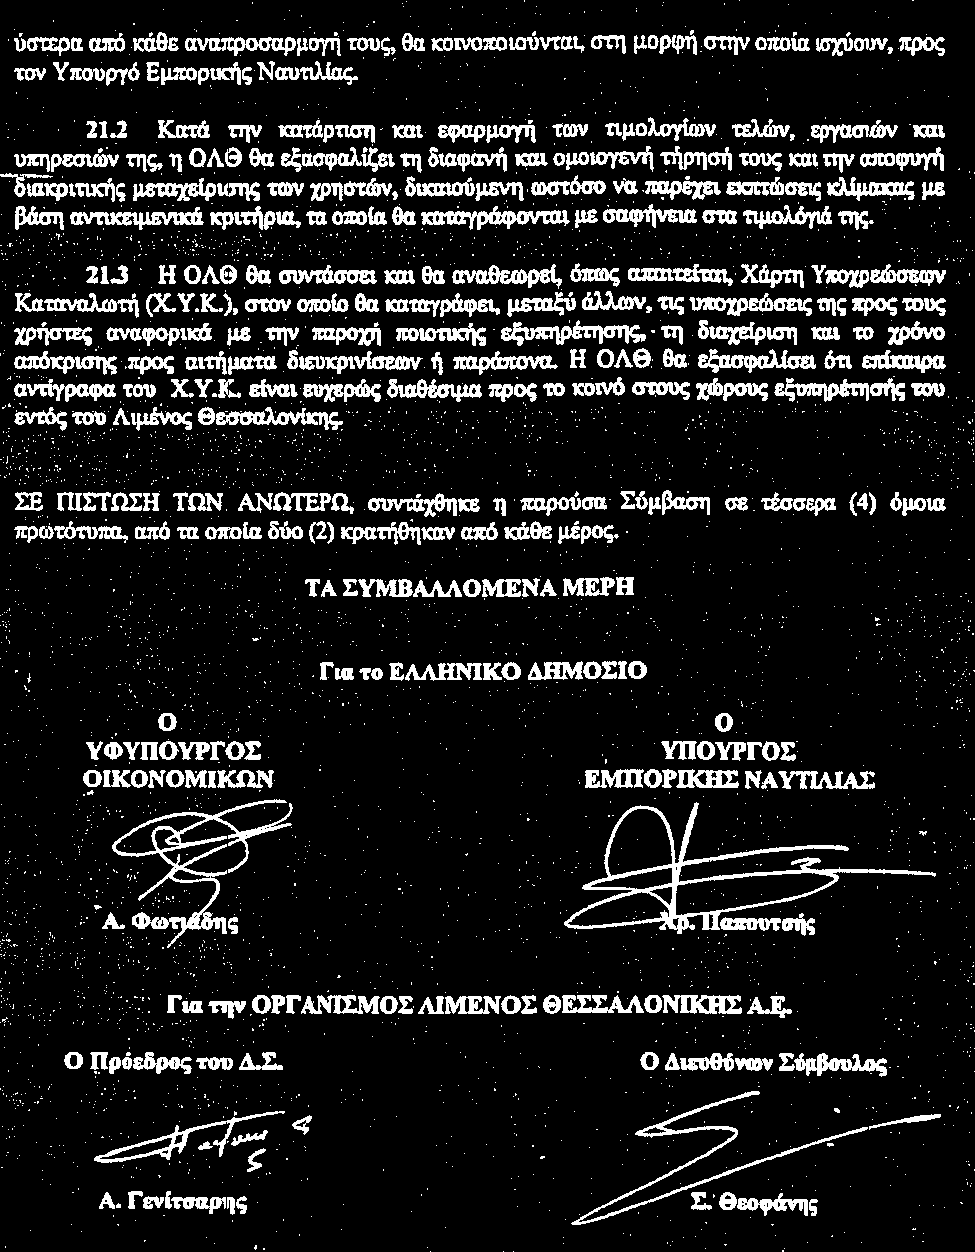 ύστερα από κάθε αναπροσαρμογή τους, θα κοινοποιούνται, στη μορφή στην οποία ισχύουν, προς
τον Υπουργό Εμπορικής Ναυτιλίας.
21.2 Κατά την κατάρτιση και εφαρμογή των τιμολογίων τελών, εργασιών και
υπηρεσιών της, η ΟΛΘ θα εξασφαλίζει τη διαφανή και ομοιογενή τήρησή τους και την αποφυγή
διακριτικής μεταχείρισης των χρηστών, δικαιούμενη ωστόσο να παρέχει εκπτώσεις κλίμακας με
βάση αντικειμενικά κριτήρια, τα οποία θα καταγράφονται με σαφήνεια στα τιμολόγιά της.
21.3 Η ΟΛΘ θα συντάσσει και θα αναθεωρεί, όπως απαιτείται, Χάρτη Υποχρεώσεων
Καταναλωτή (Χ.Υ.Κ.), στον οποίο θα καταγράφει, μεταξύ άλλων, τις υποχρεώσεις της προς τους
χρήστες αναφορικά με την παροχή ποιοτικής εξυπηρέτησης, τη διαχείριση και το χρόνο
απόκρισης προς αιτήματα διευκρινίσεων ή παράπονα. Η ΟΛΘ θα εξασφαλίσει ότι επίκαιρα
αντίγραφα του Χ.Υ.Κ. είναι ευχερώς διαθέσιμα προς το κοινό στους χώρους εξυπηρέτησής του
εντός του Λιμένος Θεσσαλονίκης.
ΣΕ ΠΙΣΤΩΣΗ ΤΩΝ ΑΝΩΤΕΡΩ, συντάχθηκε η παρούσα Σύμβαση σε τέσσερα (4) όμοια
πρωτότυπα, από τα οποία δύο (2) κρατήθηκαν από κάθε μέρος.
ΤΑ ΣΥΜΒΑΛΛΟΜΕΝΑ ΜΕΡΗ
Για το ΕΛΛΗΝΙΚΟ ΔΗΜΟΣΙΟ
Ο
ΥΦΥΠΟΥΡΓΟΣ
ΟΙΚΟΝΟΜΙΚΩΝ
Α. Φωτιάδης
Ο
ΥΠΟΥΡΓΟΣ
ΕΜΠΟΡΙΚΗΣ ΝΑΥΤΙΛΙΑΣ
Χρ. Παπουτσής
Για την ΟΡΓΑΝΙΣΜΟΣ ΛΙΜΕΝΟΣ ΘΕΣΣΑΛΟΝΙΚΗΣ Α.Ε.
Ο Πρόεδρος του Δ.Σ.
Α. Γενίτσαρης
Ο Διευθύνων Σύμβουλος
Σ. Θεοφάνης